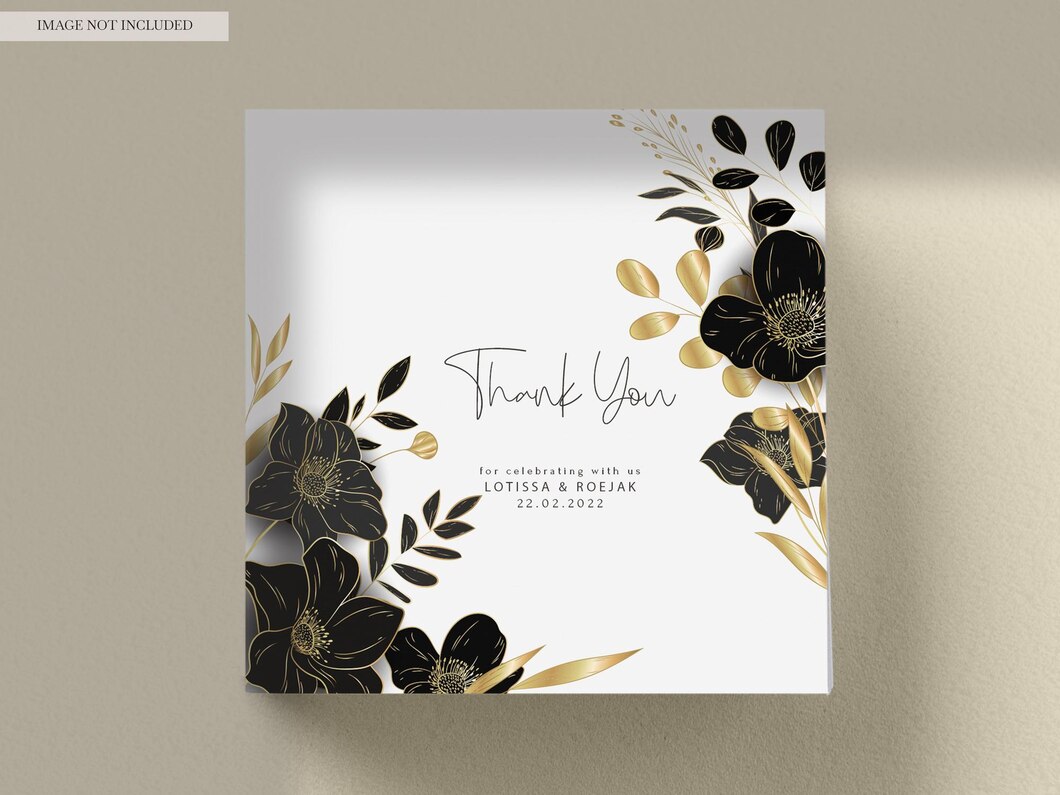 IMAGE NOT INCLUDED
Thank You
for celebrating with us
LOTISSA & ROEJAK
22.02.2022